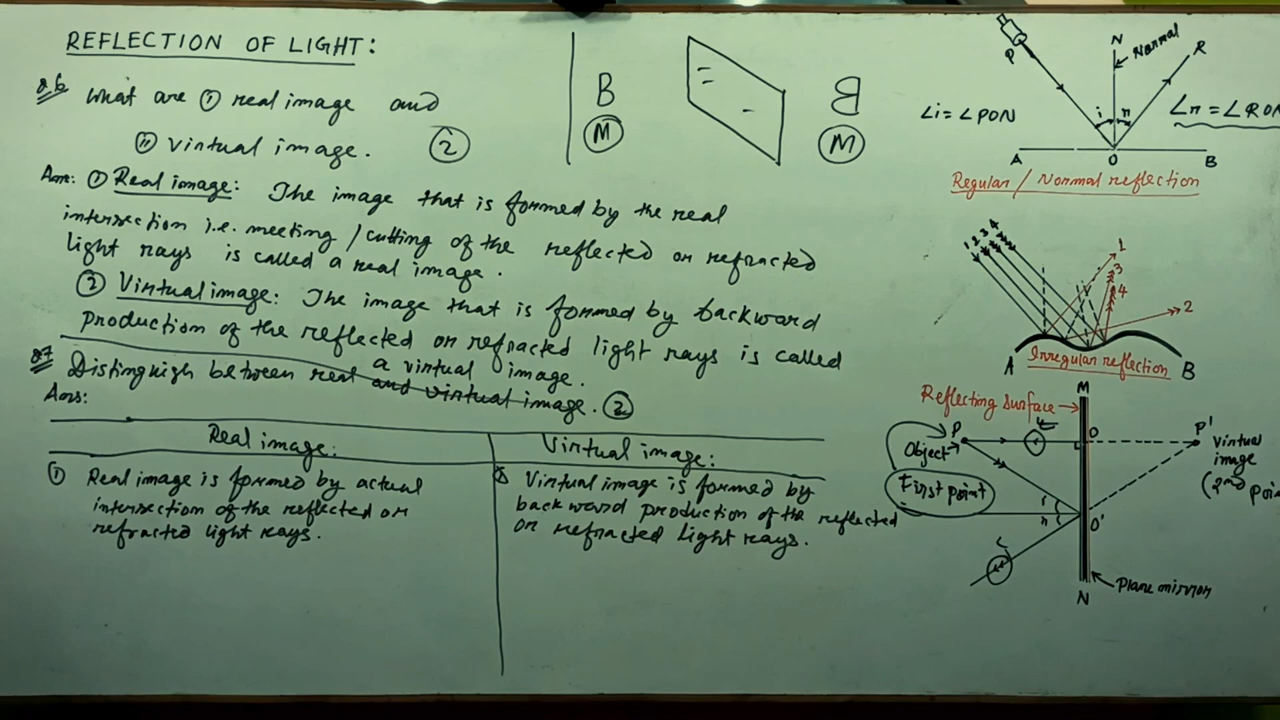 REFLECTION OF LIGHT:
Q.6 What are ① real image and
② virtual image. ②
Ans: ① Real image: The image that is formed by the real
intersection i.e. meeting / cutting of the reflected or refracted
light rays is called a real image.
② Virtual image: The image that is formed by backward
production of the reflected or refracted light rays is called
a virtual image.
Q7 Distinguish between real and virtual image. ②
Ans:
Real image:
① Real image is formed by actual
intersection of the reflected or
refracted light rays.
Virtual image:
① Virtual image is formed by
backward production of the reflected
or refracted light rays.
B
M
B
M
P
N
Normal
R
∠i = ∠PON
i
r
∠r = ∠RON
A
O
B
Regular / Normal reflection
1 2 3 4
1
3
4
2
A
Irregular reflection
B
M
Reflecting surface
P
O
P'
Object
Virtual
image
(2nd poin
First point
i
r
O'
Plane mirror
N